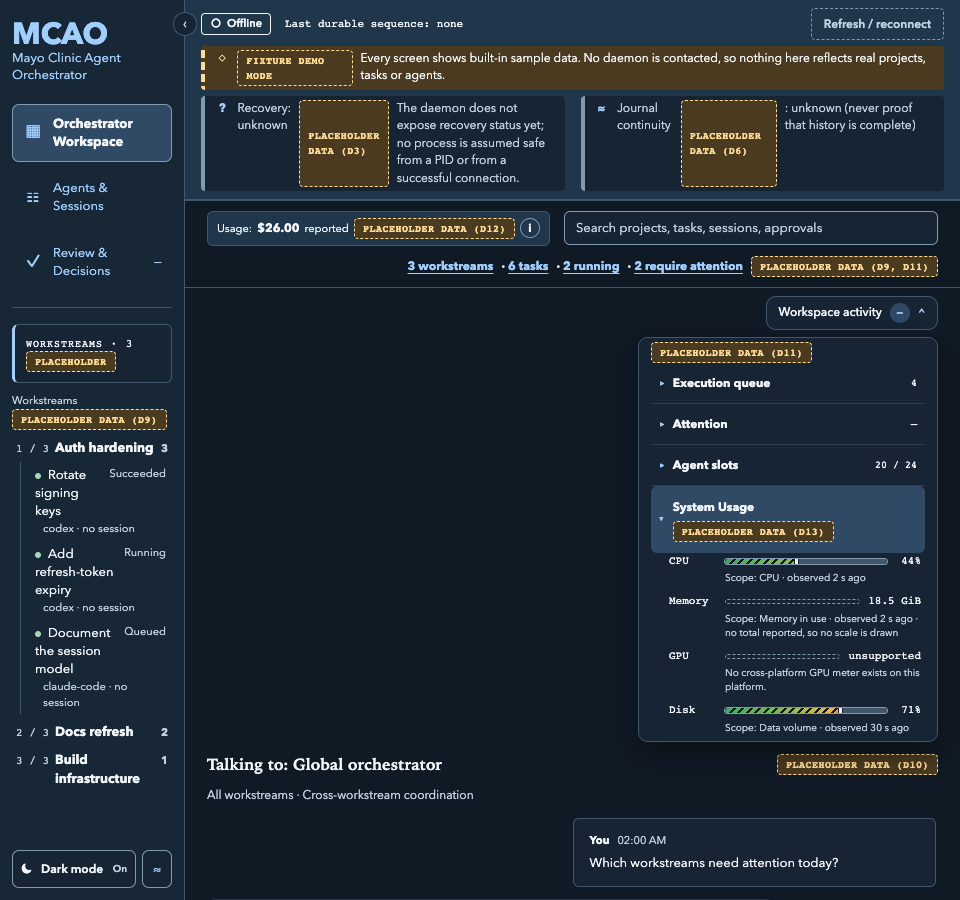 MCAO
Mayo Clinic Agent
Orchestrator
Orchestrator
Workspace
Agents &
Sessions
Review &
Decisions –
WORKSTREAMS · 3
PLACEHOLDER
Workstreams
PLACEHOLDER DATA (D9)
1 / 3 Auth hardening 3
Rotate signing keys Succeeded
codex · no session
Add refresh-token expiry Running
codex · no session
Document the session model Queued
claude-code · no
session
2 / 3 Docs refresh 2
3 / 3 Build
infrastructure 1
Dark mode On
≈
‹
Offline
Last durable sequence: none
Refresh / reconnect
◇ FIXTURE DEMO
MODE
Every screen shows built-in sample data. No daemon is contacted, so nothing here reflects real projects,
tasks or agents.
? Recovery:
unknown
PLACEHOLDER
DATA (D3)
The daemon does not
expose recovery status yet;
no process is assumed safe
from a PID or from a
successful connection.
≈ Journal
continuity
PLACEHOLDER
DATA (D6)
: unknown (never proof
that history is complete)
Usage: $26.00 reported PLACEHOLDER DATA (D12) i
Search projects, tasks, sessions, approvals
3 workstreams · 6 tasks · 2 running · 2 require attention PLACEHOLDER DATA (D9, D11)
Workspace activity – ^
PLACEHOLDER DATA (D11)
▸ Execution queue 4
▸ Attention –
▸ Agent slots 20 / 24
▾ System Usage
PLACEHOLDER DATA (D13)
CPU 44%
Scope: CPU · observed 2 s ago
Memory 18.5 GiB
Scope: Memory in use · observed 2 s ago ·
no total reported, so no scale is drawn
GPU unsupported
No cross-platform GPU meter exists on this
platform.
Disk 71%
Scope: Data volume · observed 30 s ago
Talking to: Global orchestrator
PLACEHOLDER DATA (D10)
All workstreams · Cross-workstream coordination
You 02:00 AM
Which workstreams need attention today?